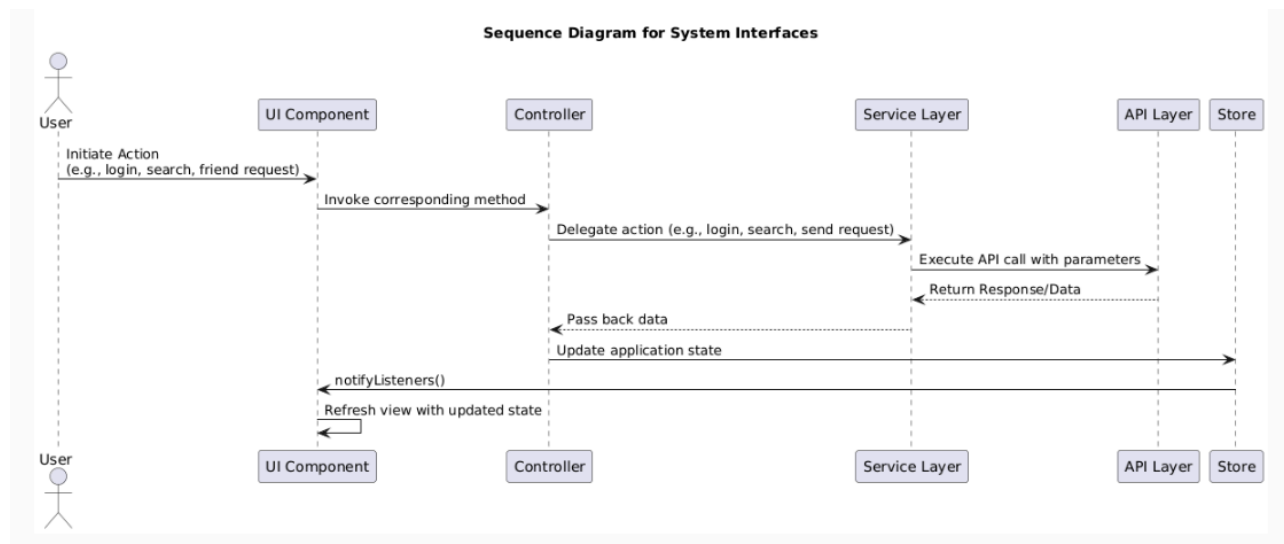 Sequence Diagram for System Interfaces
User
UI Component
Controller
Service Layer
API Layer
Store
Initiate Action
(e.g., login, search, friend request)
Invoke corresponding method
Delegate action (e.g., login, search, send request)
Execute API call with parameters
Return Response/Data
Pass back data
Update application state
notifyListeners()
Refresh view with updated state
User
UI Component
Controller
Service Layer
API Layer
Store